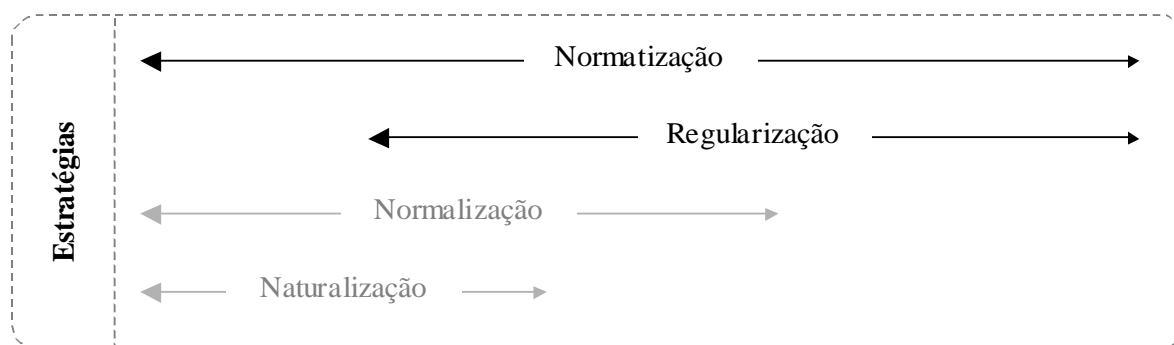 Estratégias
Normatização
Regularização
Normalização
Naturalização